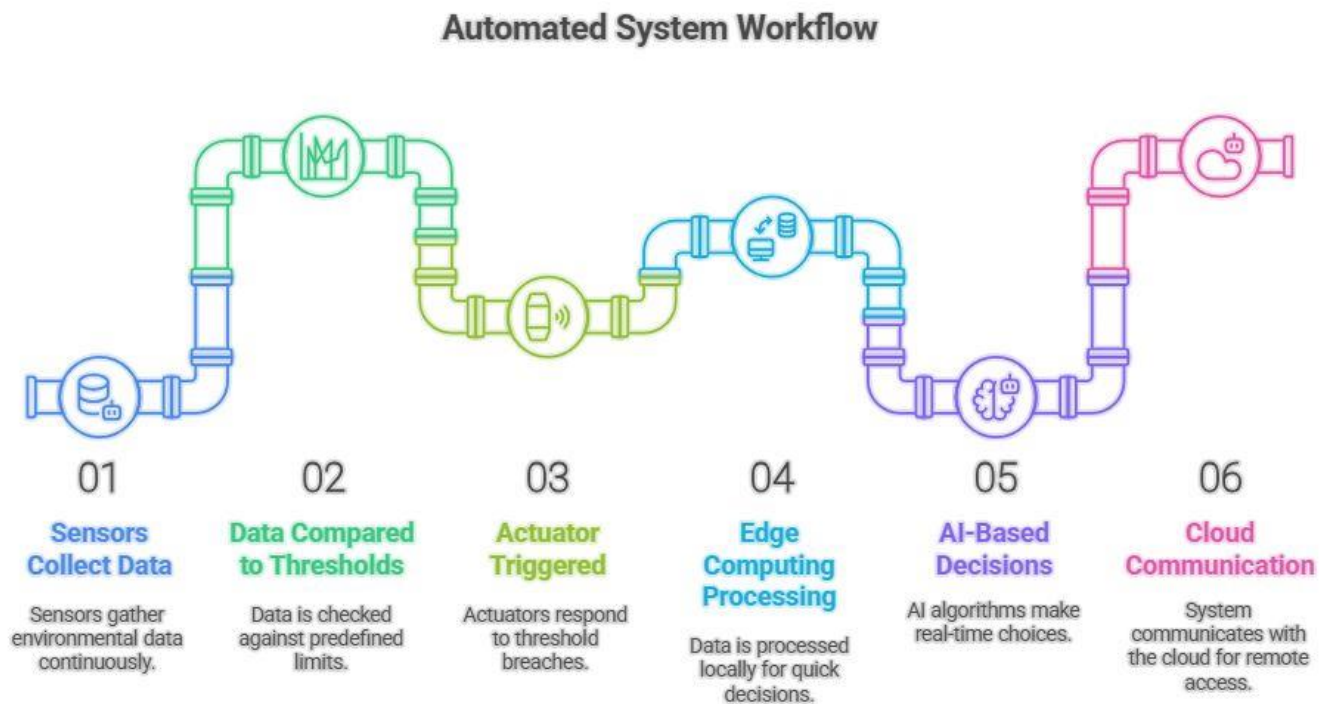 Automated System Workflow
01
Sensors
Collect Data
Sensors gather
environmental data
continuously.
02
Data Compared
to Thresholds
Data is checked
against predefined
limits.
03
Actuator
Triggered
Actuators respond
to threshold
breaches.
04
Edge
Computing
Processing
Data is processed
locally for quick
decisions.
05
AI-Based
Decisions
AI algorithms make
real-time choices.
06
Cloud
Communication
System
communicates with
the cloud for remote
access.